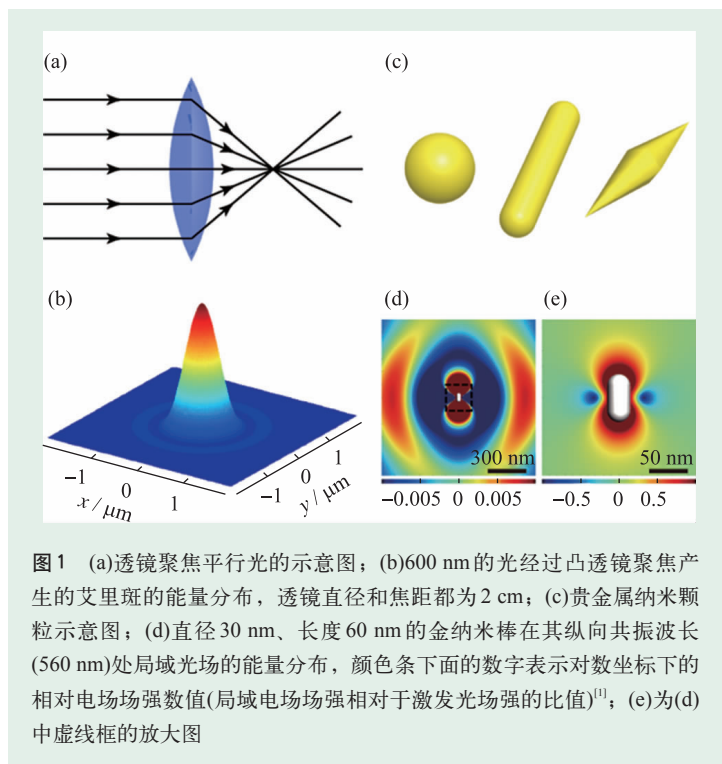 (a)
(c)
(b)
(d)
(e)
−1
0
1
x / μm
−1
0
1
y / μm
300 nm
−0.005 0 0.005
50 nm
−0.5 0 0.5
图1 (a)透镜聚焦平行光的示意图；(b)600 nm的光经过凸透镜聚焦产
生的艾里斑的能量分布，透镜直径和焦距都为2 cm；(c)贵金属纳米颗
粒示意图；(d)直径30 nm、长度60 nm的金纳米棒在其纵向共振波长
(560 nm)处局域光场的能量分布，颜色条下面的数字表示对数坐标下的
相对电场场强数值(局域电场场强相对于激发光场强的比值)[1]；(e)为(d)
中虚线框的放大图